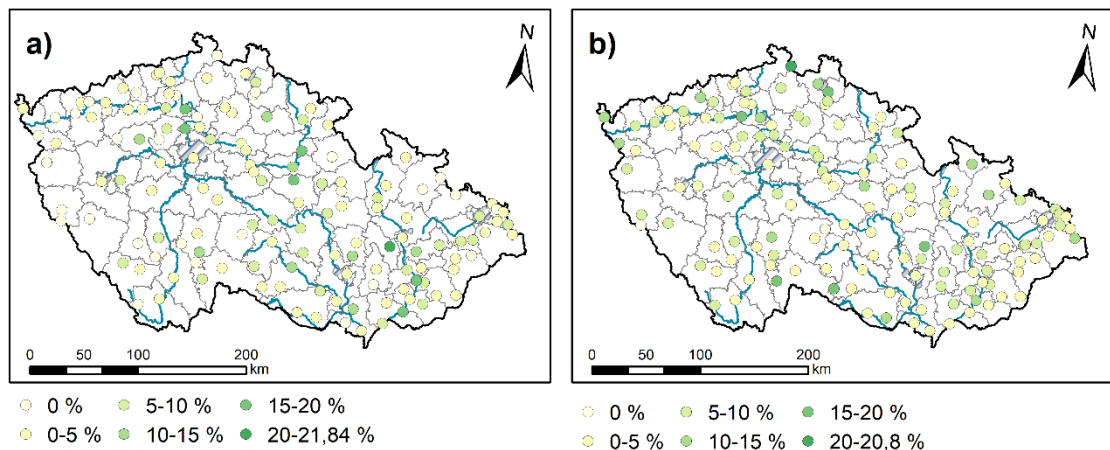 a)
N
0 50 100 200
km
0 % 5-10 % 15-20 %
0-5 % 10-15 % 20-21,84 %
b)
N
0 50 100 200
km
0 % 5-10 % 15-20 %
0-5 % 10-15 % 20-20,8 %